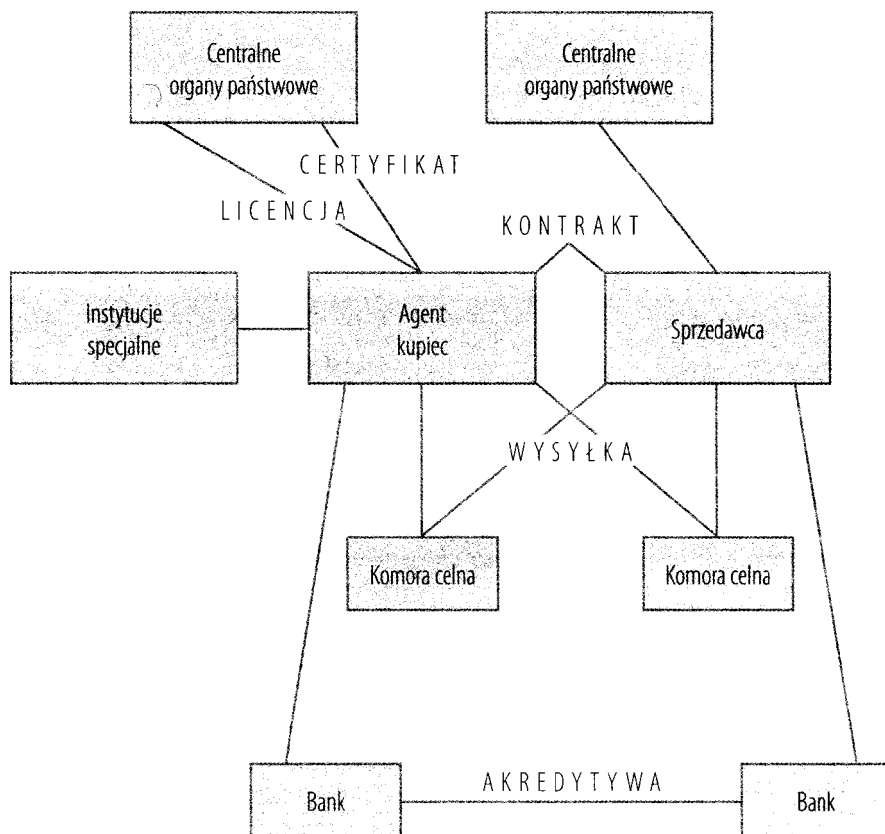 Centralne
organy państwowe
Centralne
organy państwowe
CERTYFIKAT
LICENCJA
KONTRAKT
Instytucje
specjalne
Agent
kupiec
Sprzedawca
WYSYŁKA
Komora celna
Komora celna
AKREDYTYWA
Bank
Bank